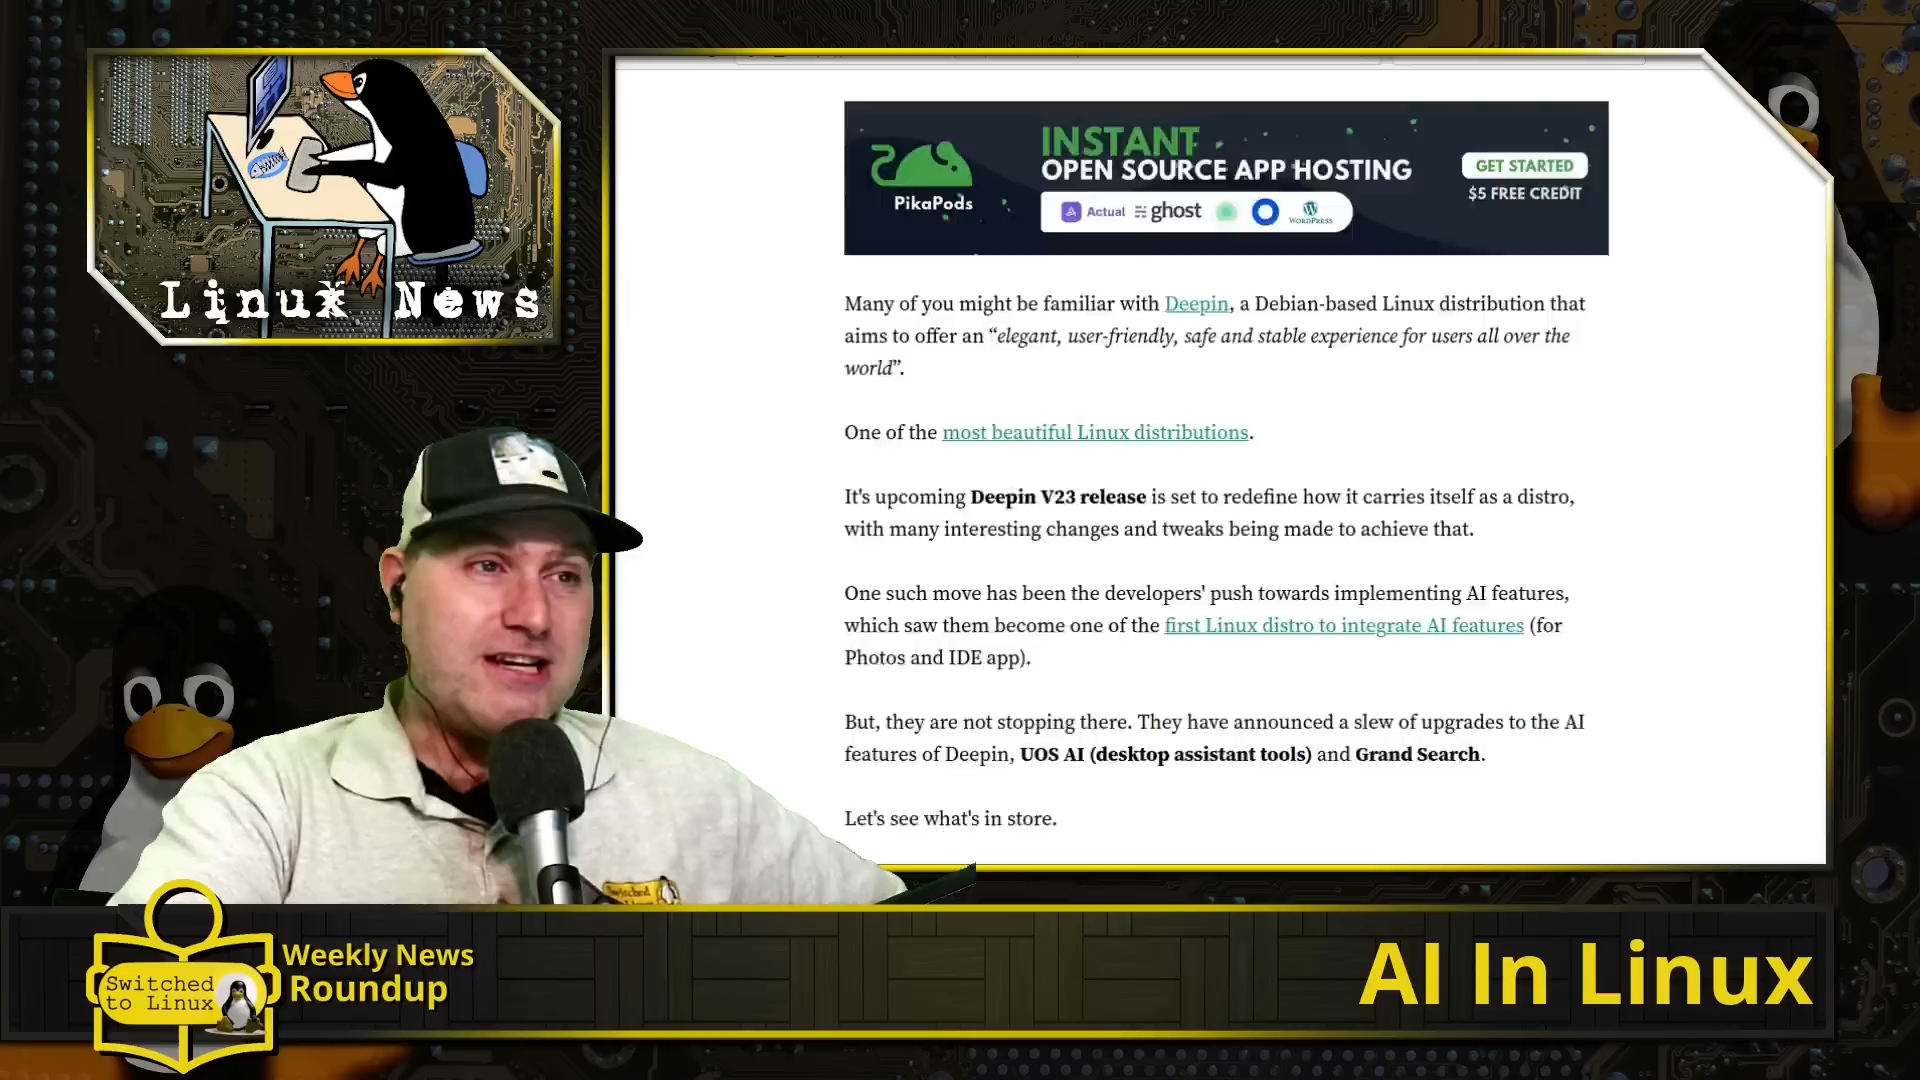 Linux News
INSTANT
OPEN SOURCE APP HOSTING
PikaPods
Actual
ghost
WORDPRESS
GET STARTED
$5 FREE CREDIT
Many of you might be familiar with Deepin, a Debian-based Linux distribution that
aims to offer an “elegant, user-friendly, safe and stable experience for users all over the
world”.
One of the most beautiful Linux distributions.
It's upcoming Deepin V23 release is set to redefine how it carries itself as a distro,
with many interesting changes and tweaks being made to achieve that.
One such move has been the developers' push towards implementing AI features,
which saw them become one of the first Linux distro to integrate AI features (for
Photos and IDE app).
But, they are not stopping there. They have announced a slew of upgrades to the AI
features of Deepin, UOS AI (desktop assistant tools) and Grand Search.
Let's see what's in store.
Switched
Switched
to Linux
Weekly News
Roundup
AI In Linux